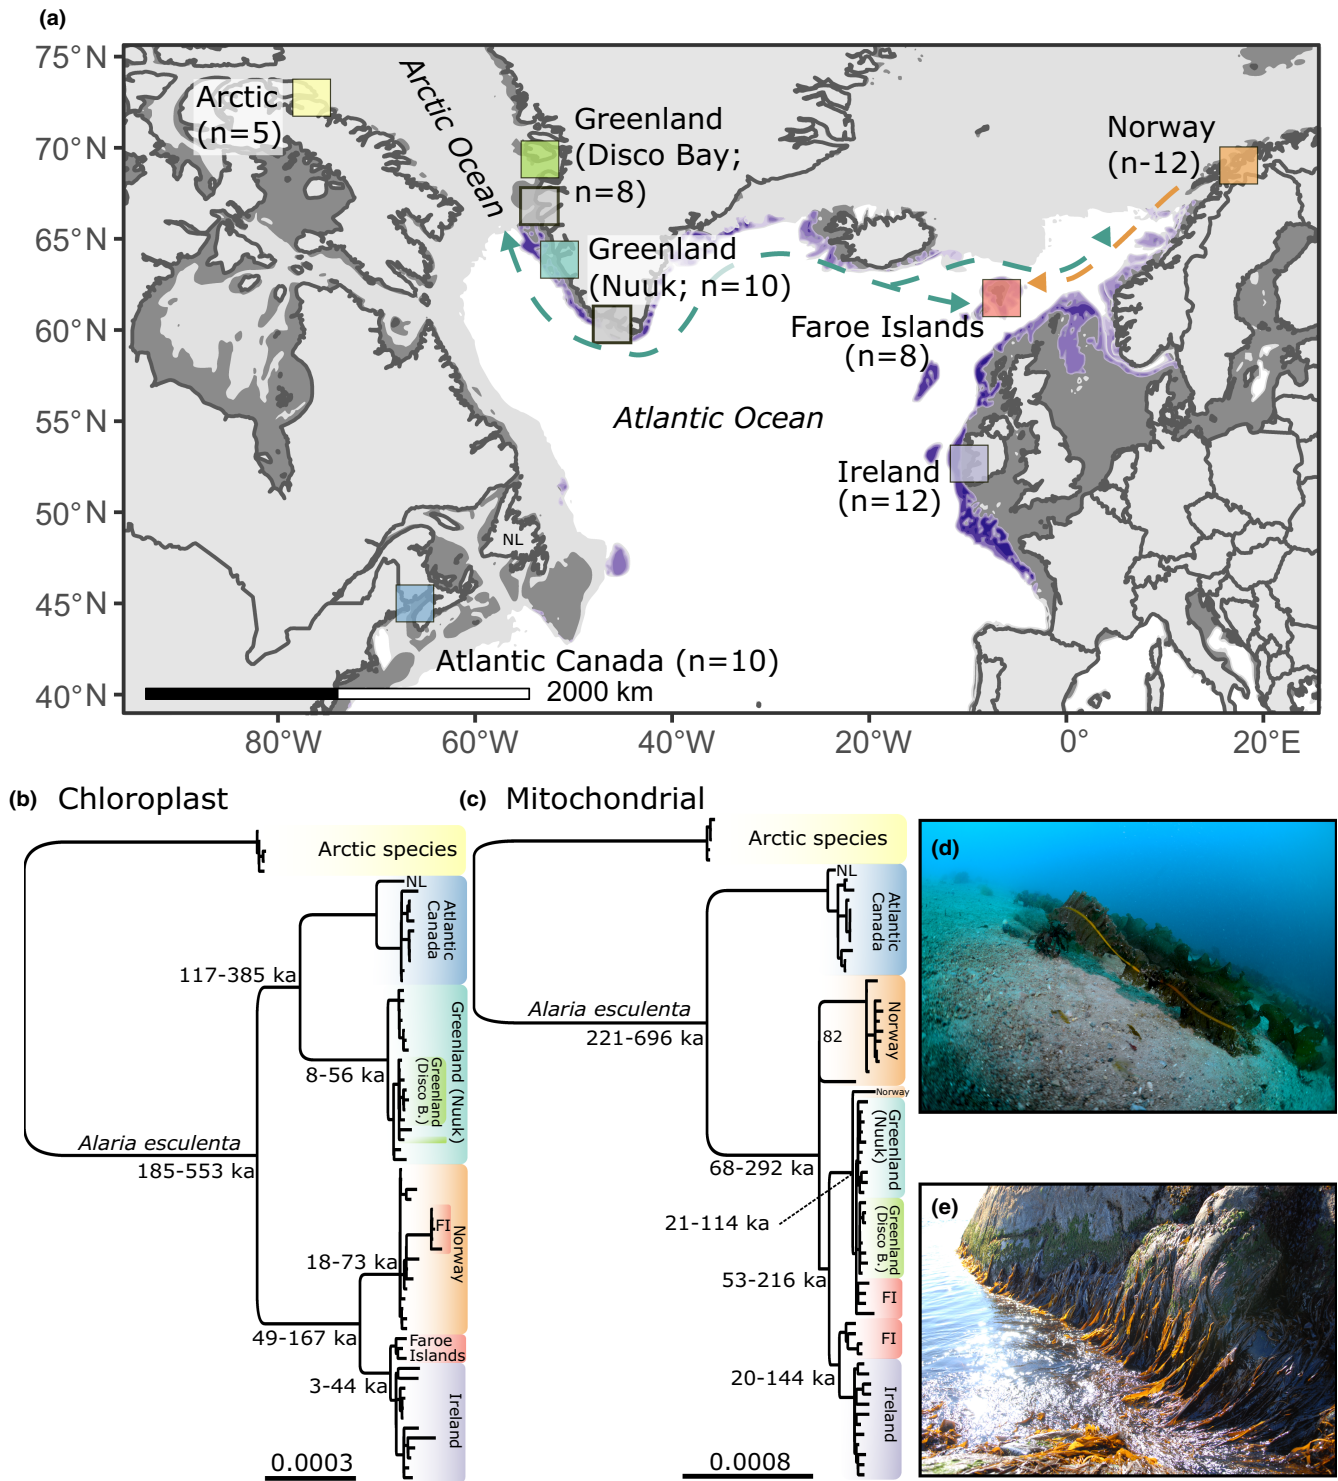 (a)
75°N
70°N
65°N
60°N
55°N
50°N
45°N
40°N
Arctic
(n=5)
Arctic Ocean
Greenland
(Disco Bay;
n=8)
Greenland
(Nuuk; n=10)
Norway
(n-12)
Faroe Islands
(n=8)
Atlantic Ocean
Ireland
(n=12)
NL
Atlantic Canada (n=10)
2000 km
80°W
60°W
40°W
20°W
0°
20°E
(b) Chloroplast
Arctic species
NL
Atlantic
Canada
117-385 ka
Greenland (Nuuk)
Greenland
(Disco B.)
8-56 ka
Alaria esculenta
185-553 ka
FI
Norway
18-73 ka
49-167 ka
Faroe
Islands
3-44 ka
Ireland
0.0003
(c) Mitochondrial
Arctic species
NL
Atlantic
Canada
Alaria esculenta
221-696 ka
82
Norway
Norway
Greenland
(Nuuk)
68-292 ka
21-114 ka
Greenland
(Disco B.)
53-216 ka
FI
FI
20-144 ka
Ireland
0.0008
(d)
(e)